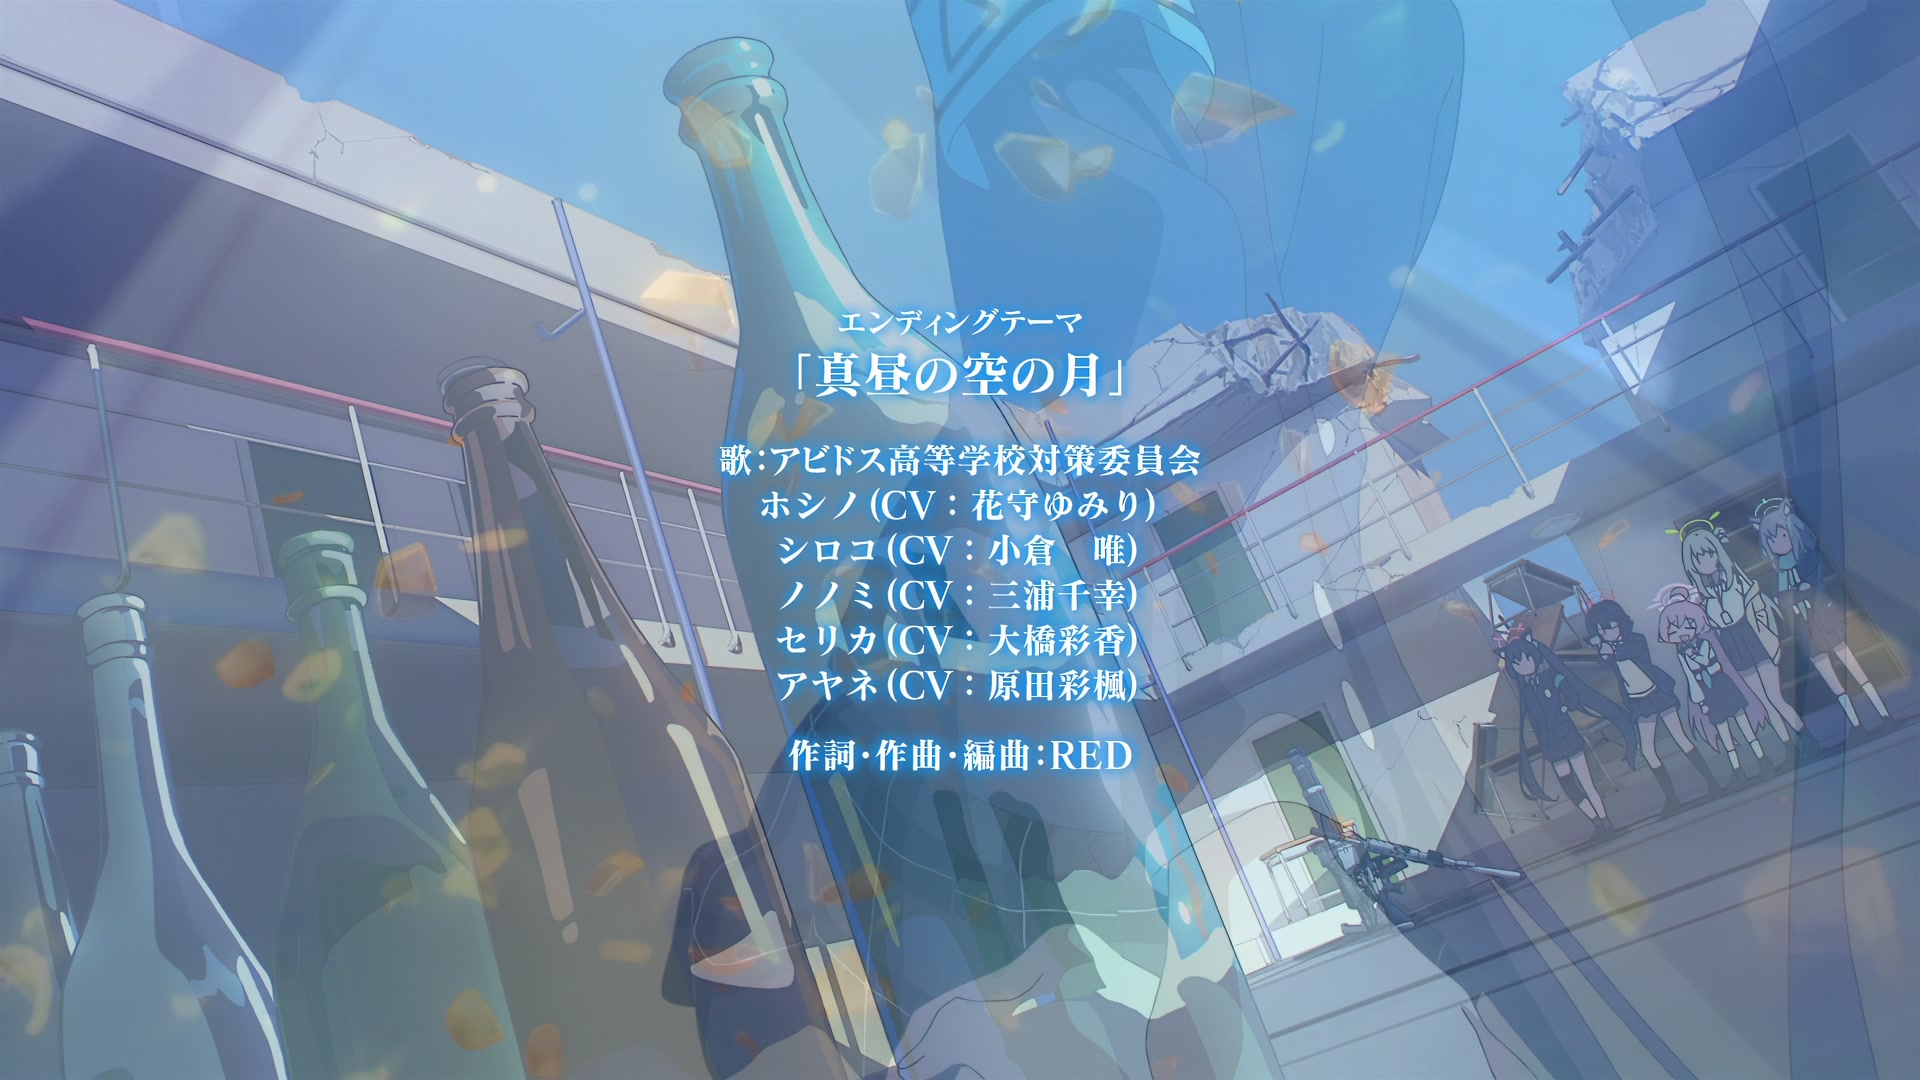 エンディングテーマ
「真昼の空の月」
歌：アビドス高等学校対策委員会
ホシノ(CV：花守ゆみり)
シロコ(CV：小倉　唯)
ノノミ(CV：三浦千幸)
セリカ(CV：大橋彩香)
アヤネ(CV：原田彩楓)
作詞・作曲・編曲：RED